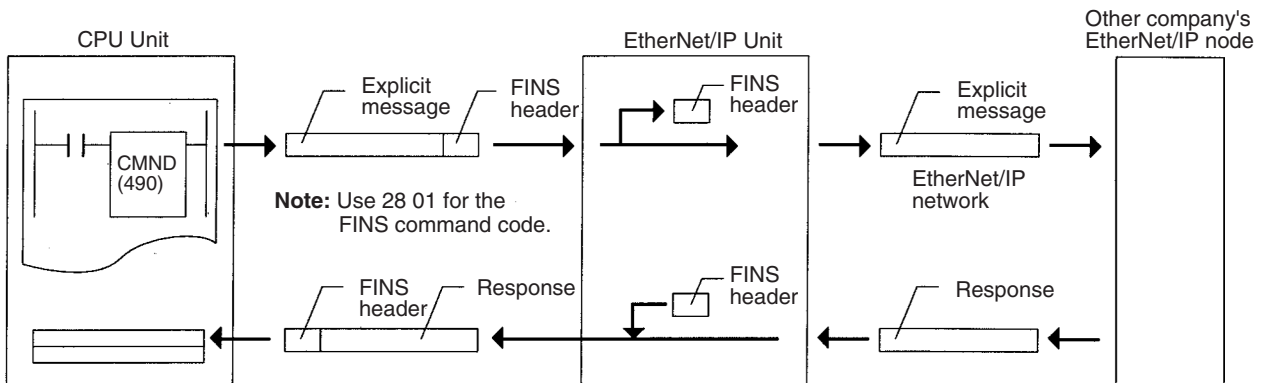 CPU Unit
EtherNet/IP Unit
Other company's
EtherNet/IP node
Explicit
message
FINS
header
FINS
header
Explicit
message
CMND
(490)
Note: Use 28 01 for the
FINS command code.
EtherNet/IP
network
FINS
header
Response
FINS
header
Response